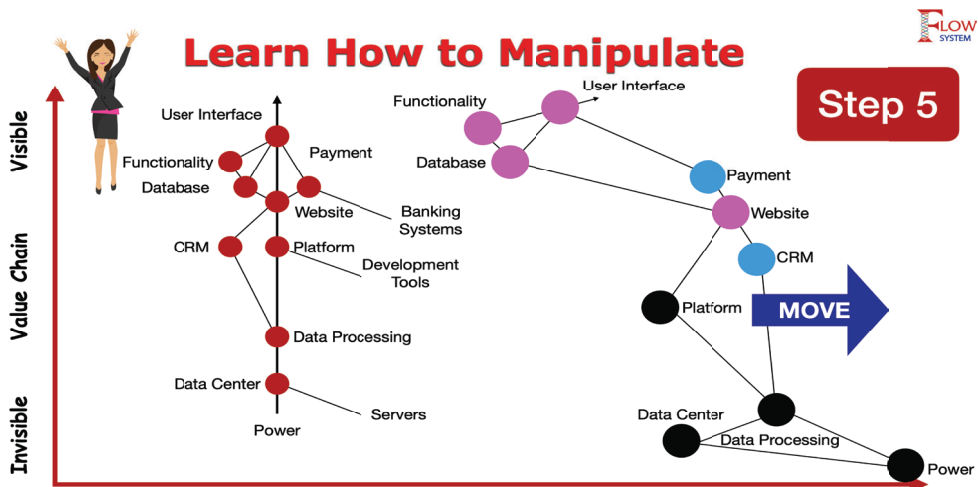 FLOW
SYSTEM
Learn How to Manipulate
Step 5
Visible
Value Chain
Invisible
User Interface
Functionality
Payment
Database
Website
Banking
Systems
CRM
Platform
Development
Tools
Data Processing
Data Center
Servers
Power
User Interface
Functionality
Database
Payment
Website
CRM
Platform
MOVE
Data Center
Data Processing
Power